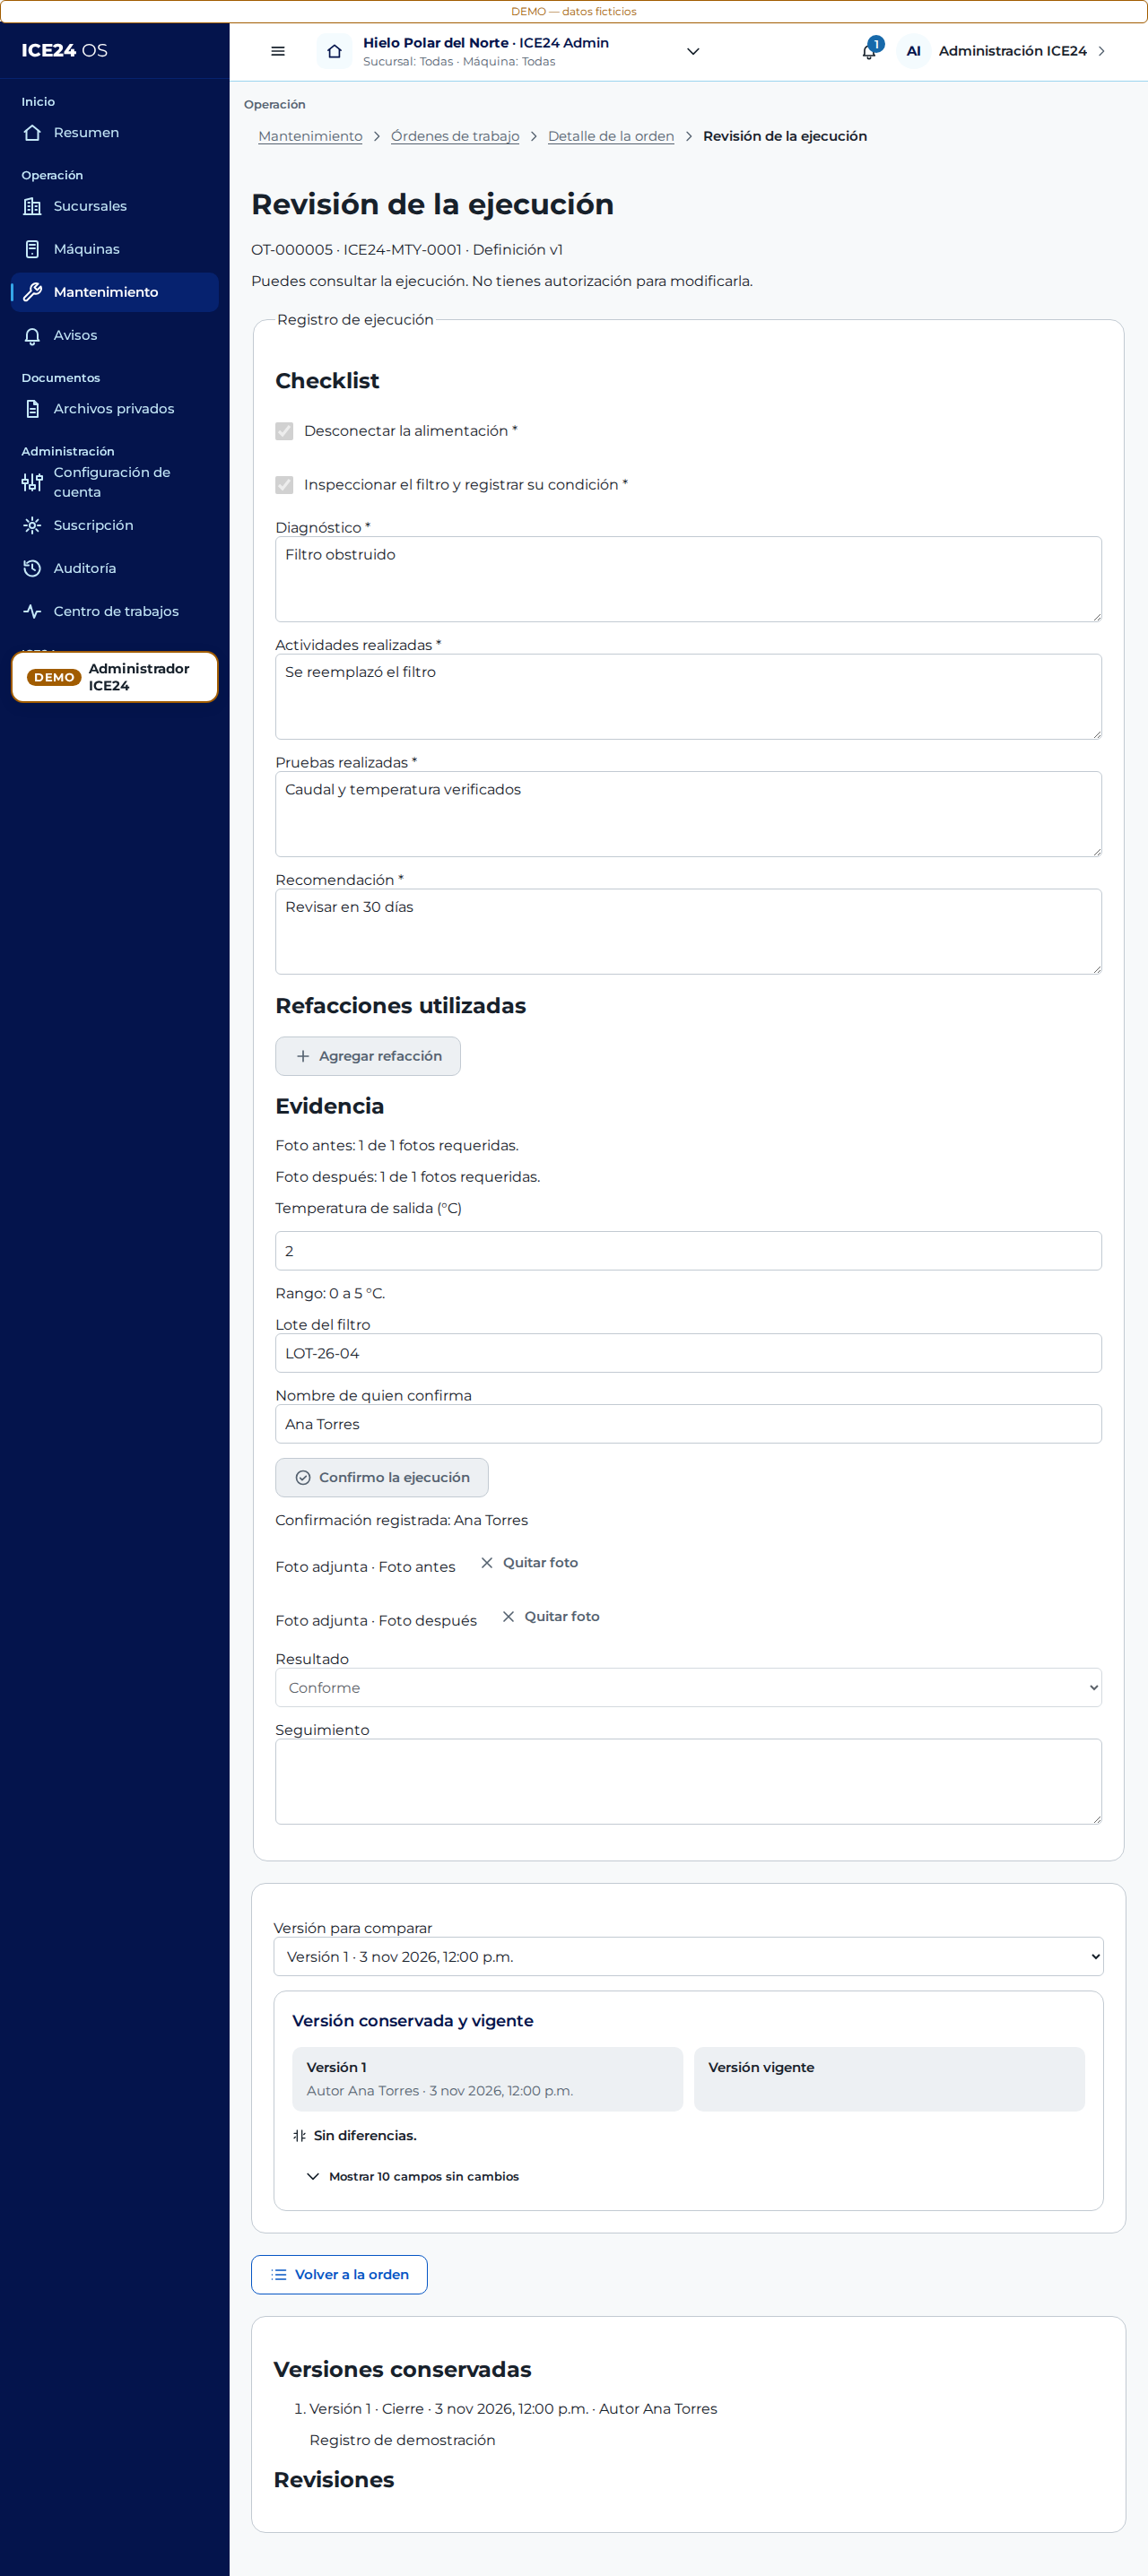 DEMO — datos ficticios
ICE24 OS
Hielo Polar del Norte · ICE24 Admin
Sucursal: Todas · Máquina: Todas
1
AI
Administración ICE24
Inicio
Resumen
Operación
Sucursales
Máquinas
Mantenimiento
Avisos
Documentos
Archivos privados
Administración
Configuración de
cuenta
Suscripción
Auditoría
Centro de trabajos
DEMO
Administrador
ICE24
Operación
Mantenimiento
Órdenes de trabajo
Detalle de la orden
Revisión de la ejecución
Revisión de la ejecución
OT-000005 · ICE24-MTY-0001 · Definición v1
Puedes consultar la ejecución. No tienes autorización para modificarla.
Registro de ejecución
Checklist
Desconectar la alimentación *
Inspeccionar el filtro y registrar su condición *
Diagnóstico *
Filtro obstruido
Actividades realizadas *
Se reemplazó el filtro
Pruebas realizadas *
Caudal y temperatura verificados
Recomendación *
Revisar en 30 días
Refacciones utilizadas
Agregar refacción
Evidencia
Foto antes: 1 de 1 fotos requeridas.
Foto después: 1 de 1 fotos requeridas.
Temperatura de salida (°C)
2
Rango: 0 a 5 °C.
Lote del filtro
LOT-26-04
Nombre de quien confirma
Ana Torres
Confirmo la ejecución
Confirmación registrada: Ana Torres
Foto adjunta · Foto antes
Quitar foto
Foto adjunta · Foto después
Quitar foto
Resultado
Conforme
Seguimiento
Versión para comparar
Versión 1 · 3 nov 2026, 12:00 p.m.
Versión conservada y vigente
Versión 1
Autor Ana Torres · 3 nov 2026, 12:00 p.m.
Versión vigente
Sin diferencias.
Mostrar 10 campos sin cambios
Volver a la orden
Versiones conservadas
1. Versión 1 · Cierre · 3 nov 2026, 12:00 p.m. · Autor Ana Torres
Registro de demostración
Revisiones